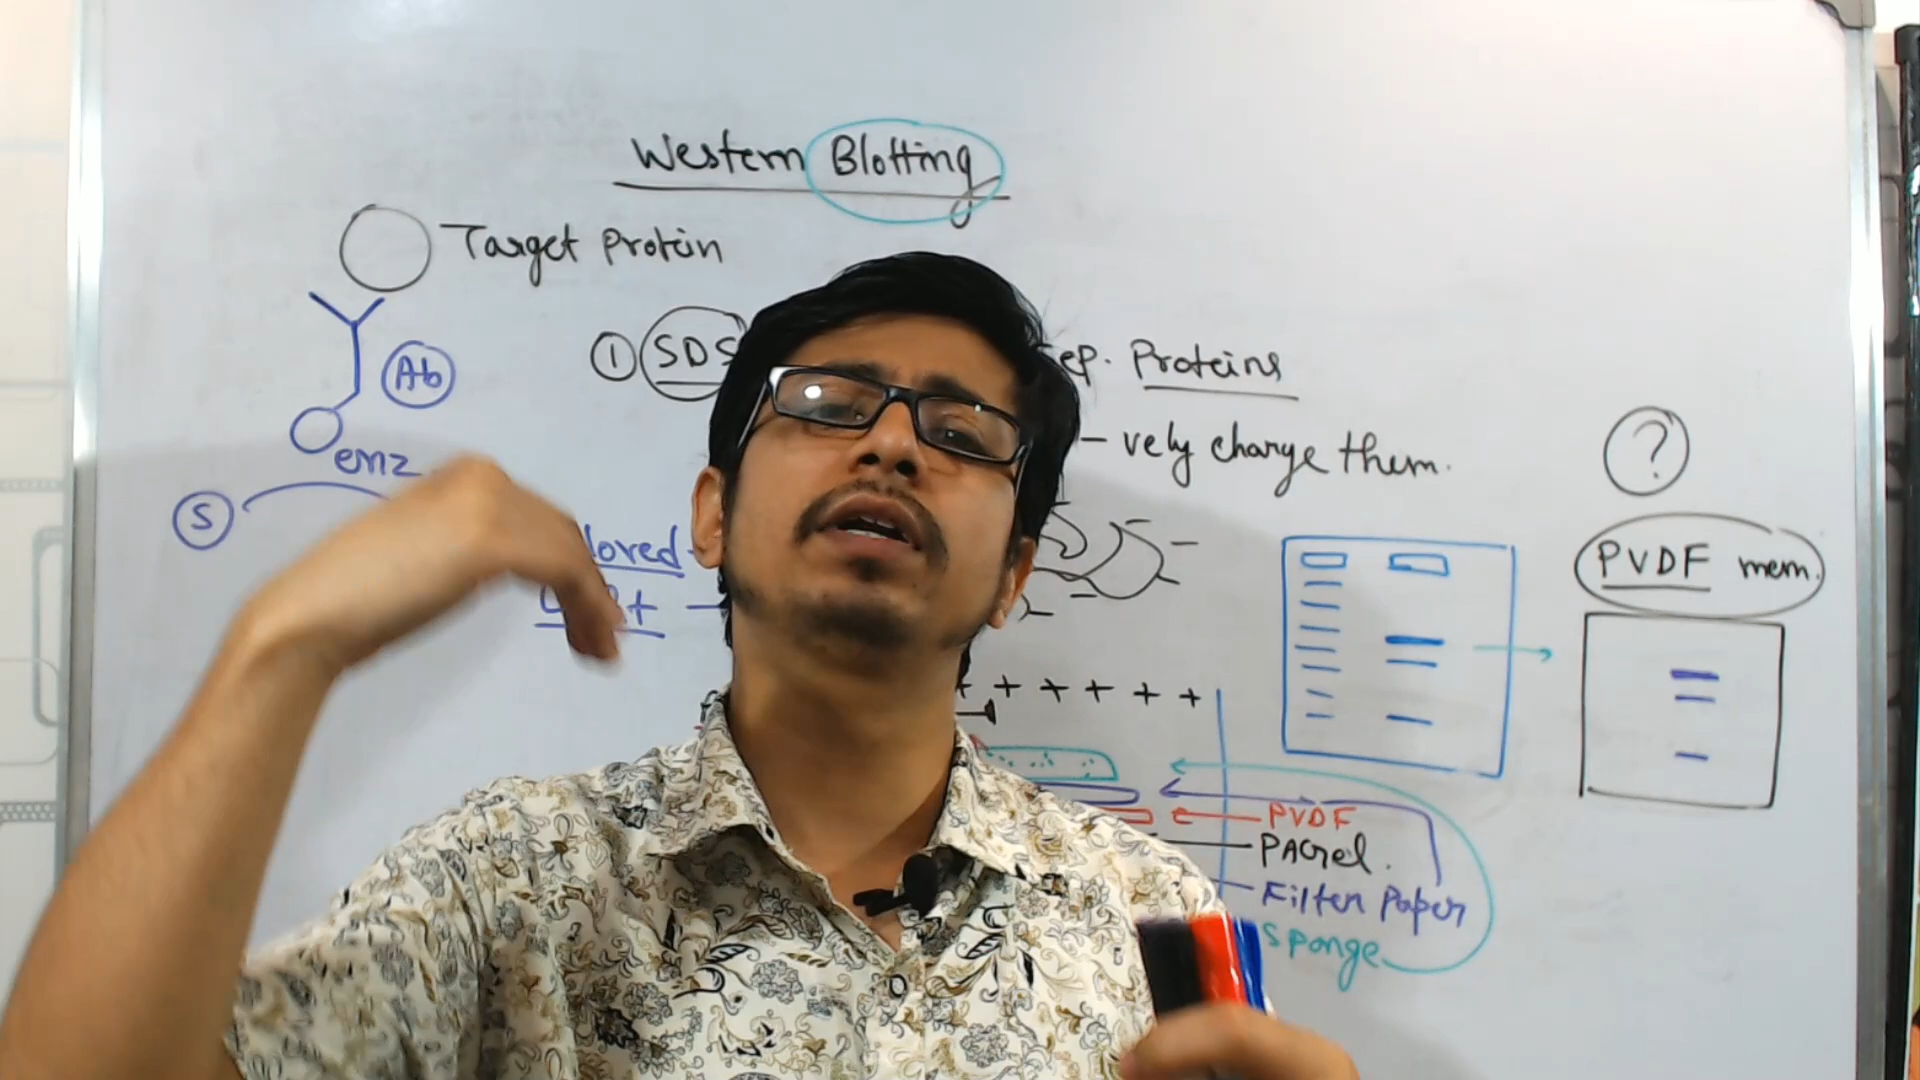 Western Blotting
Target Protein
Ab
enz
S
① SDS
Sep. Proteins
- vely charge them.
?
PVDF mem.
+ + + + + +
PVDF
PAGel.
Filter Paper
Sponge